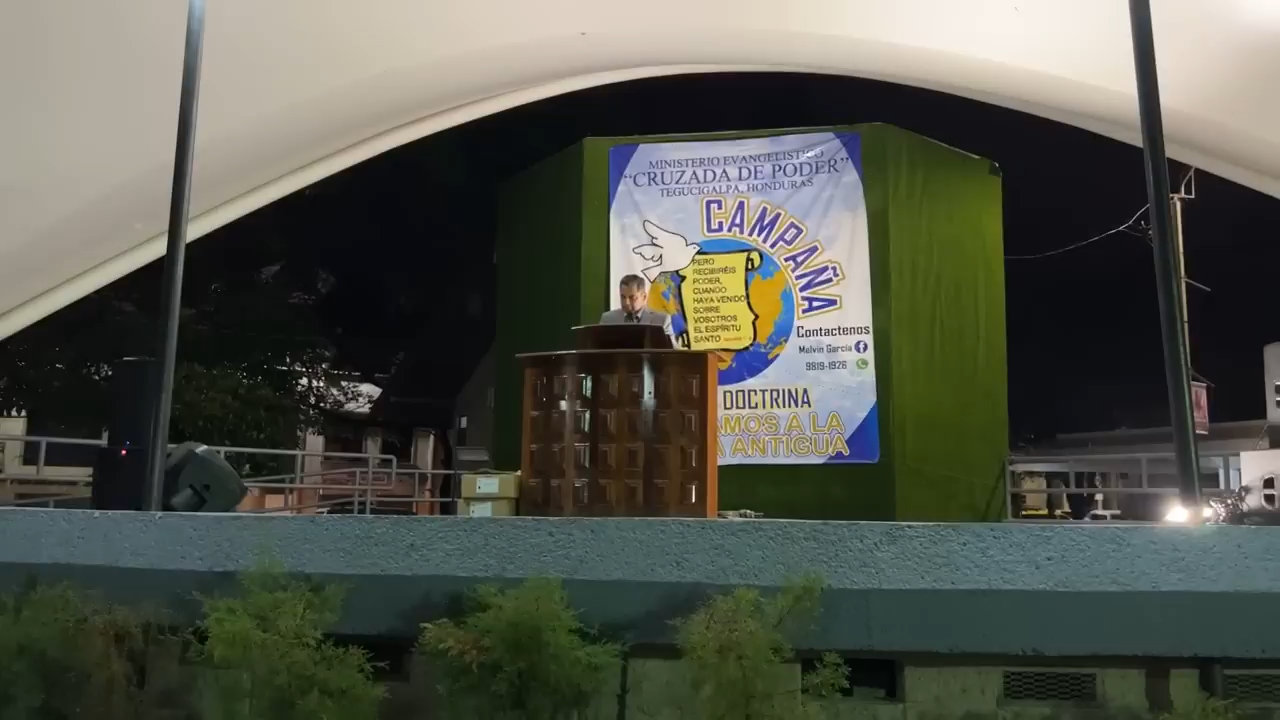 MINISTERIO EVANGELISTICO
"CRUZADA DE PODER"
TEGUCIGALPA, HONDURAS
CAMPAÑA
PERO
RECIBIRÉIS
PODER,
CUANDO
HAYA VENIDO
SOBRE
VOSOTROS
EL ESPÍRITU
SANTO
Contactenos
Melvin García
9819-1926
DOCTRINA
AMOS A LA
A ANTIGUA